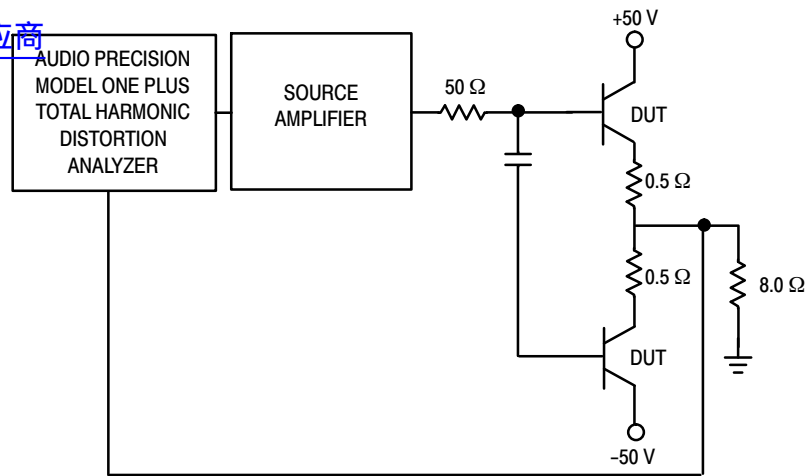 应商
AUDIO PRECISION
MODEL ONE PLUS
TOTAL HARMONIC
DISTORTION
ANALYZER
SOURCE
AMPLIFIER
50 Ω
+50 V
DUT
0.5 Ω
0.5 Ω
8.0 Ω
DUT
–50 V